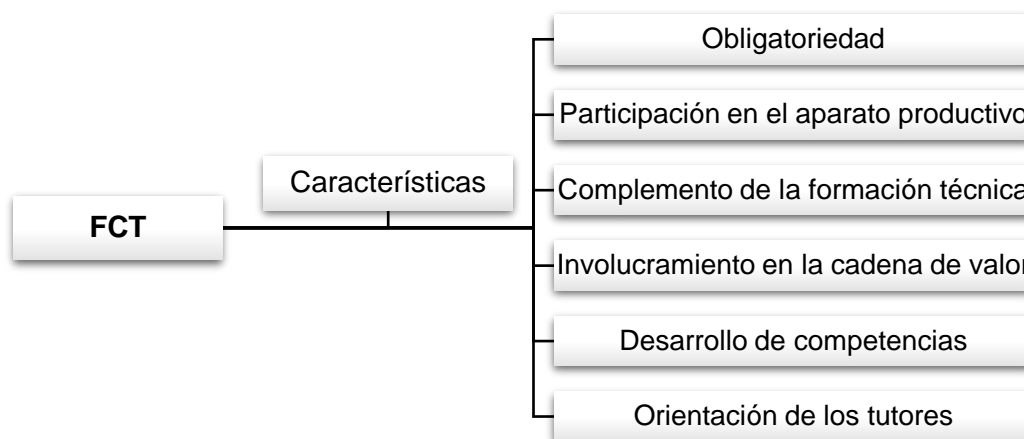 FCT
Características
Obligatoriedad
Participación en el aparato productivo
Complemento de la formación técnica
Involucramiento en la cadena de valor
Desarrollo de competencias
Orientación de los tutores